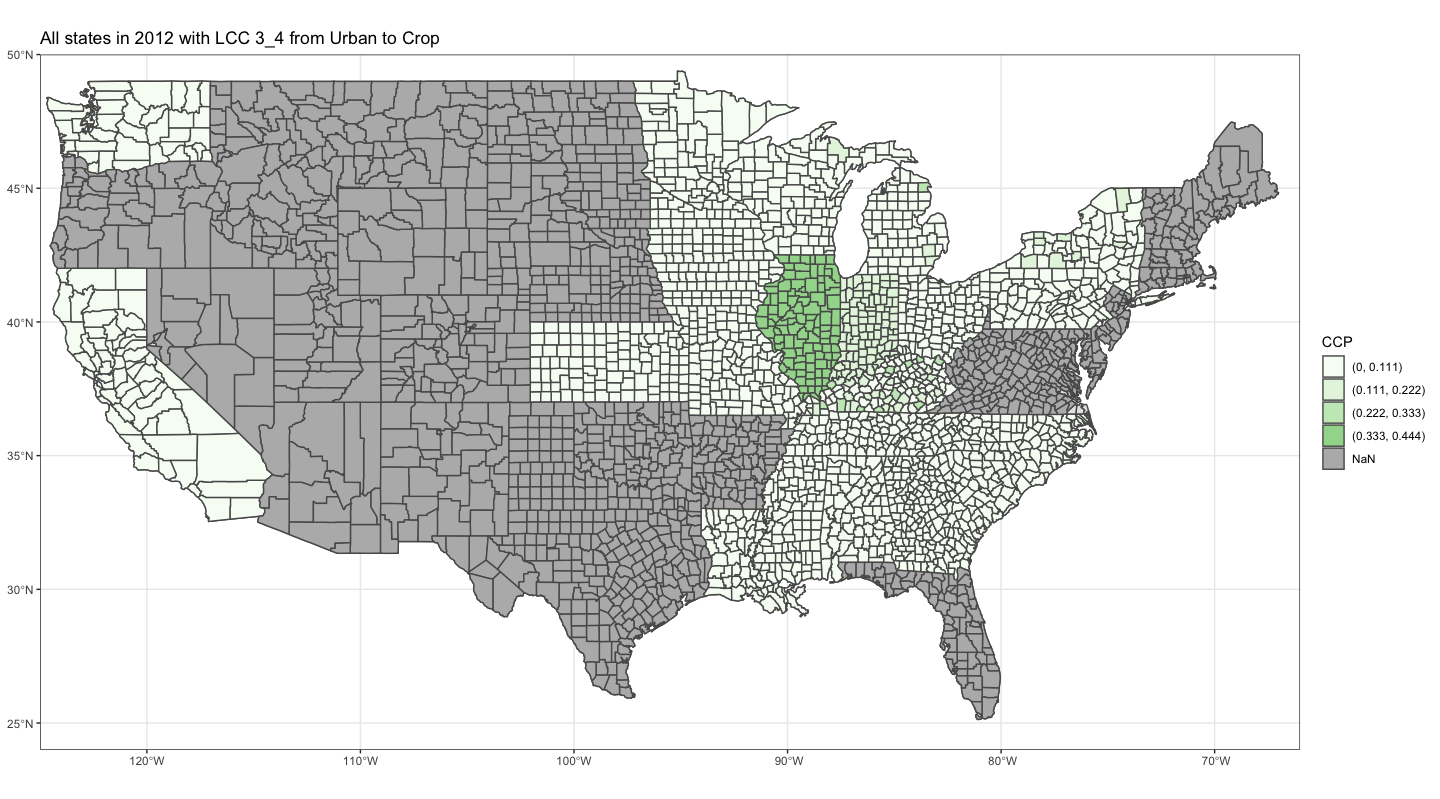 All states in 2012 with LCC 3_4 from Urban to Crop
50°N
45°N
40°N
35°N
30°N
25°N
120°W
110°W
100°W
90°W
80°W
70°W
CCP
(0, 0.111)
(0.111, 0.222)
(0.222, 0.333)
(0.333, 0.444)
NaN